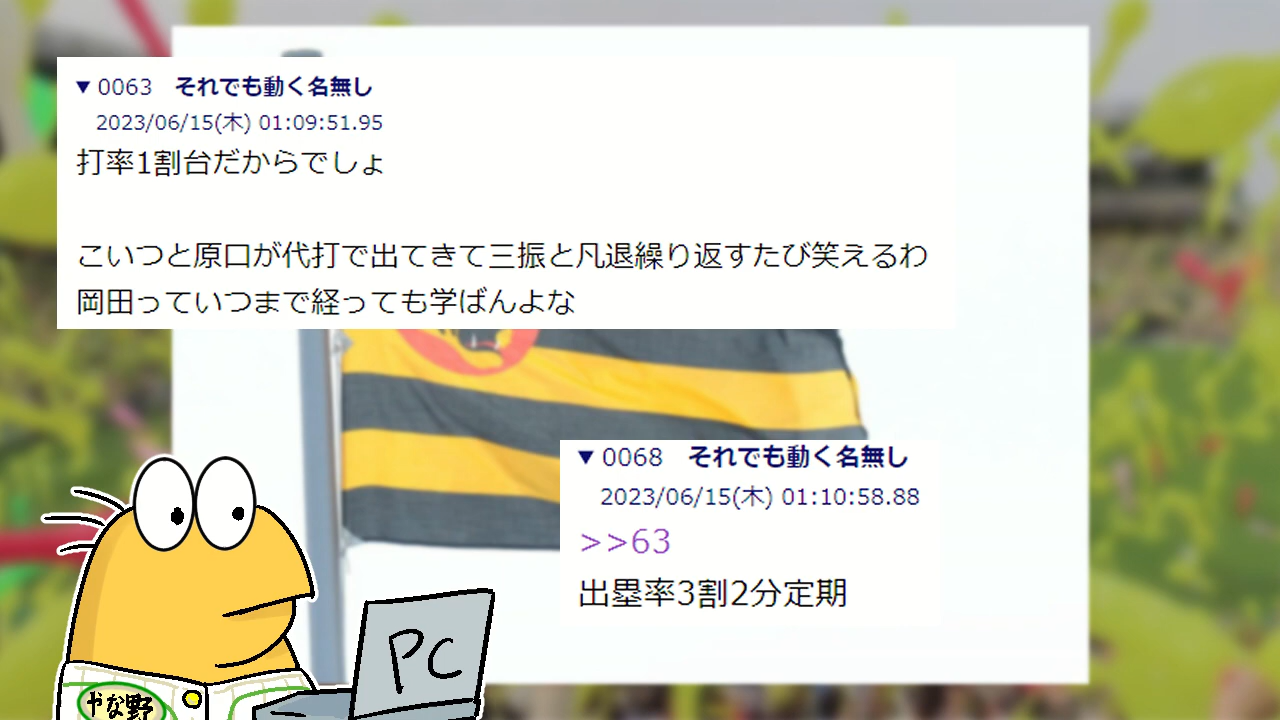 ▼ 0063 それでも動く名無し
2023/06/15(木) 01:09:51.95
打率1割台だからでしょ
こいつと原口が代打で出てきて三振と凡退繰り返すたび笑えるわ
岡田っていつまで経っても学ばんよな
▼ 0068 それでも動く名無し
2023/06/15(木) 01:10:58.88
>>63
出塁率3割2分定期
PC
やな野